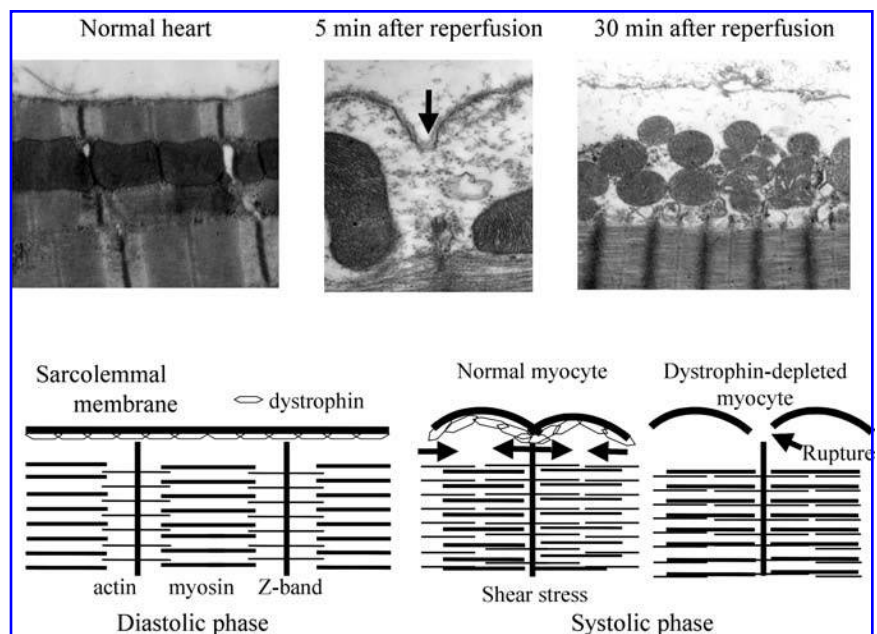 Normal heart
5 min after reperfusion
30 min after reperfusion
Sarcolemmal
membrane
dystrophin
actin
myosin
Z-band
Diastolic phase
Normal myocyte
Dystrophin-depleted
myocyte
Rupture
Shear stress
Systolic phase